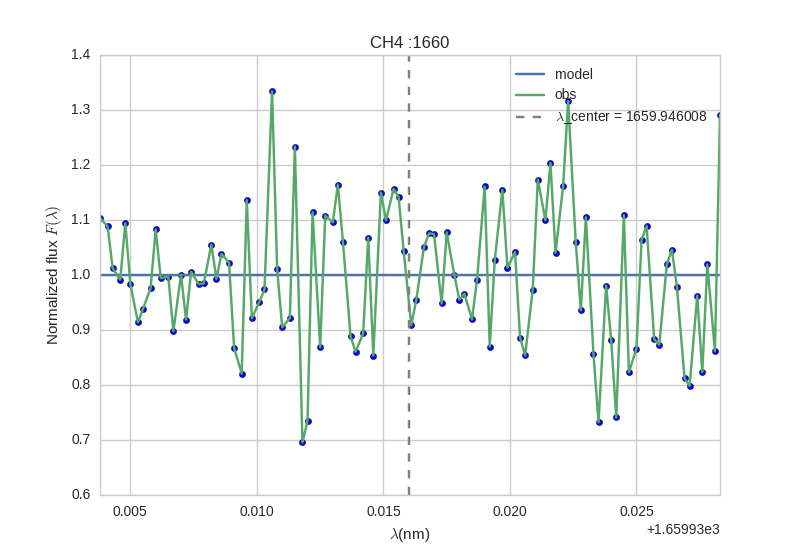 CH4 :1660
1.4
1.3
1.2
1.1
1.0
0.9
0.8
0.7
0.6
Normalized flux F(λ)
model
obs
λ_center = 1659.946008
0.005
0.010
0.015
0.020
0.025
+1.65993e3
λ(nm)